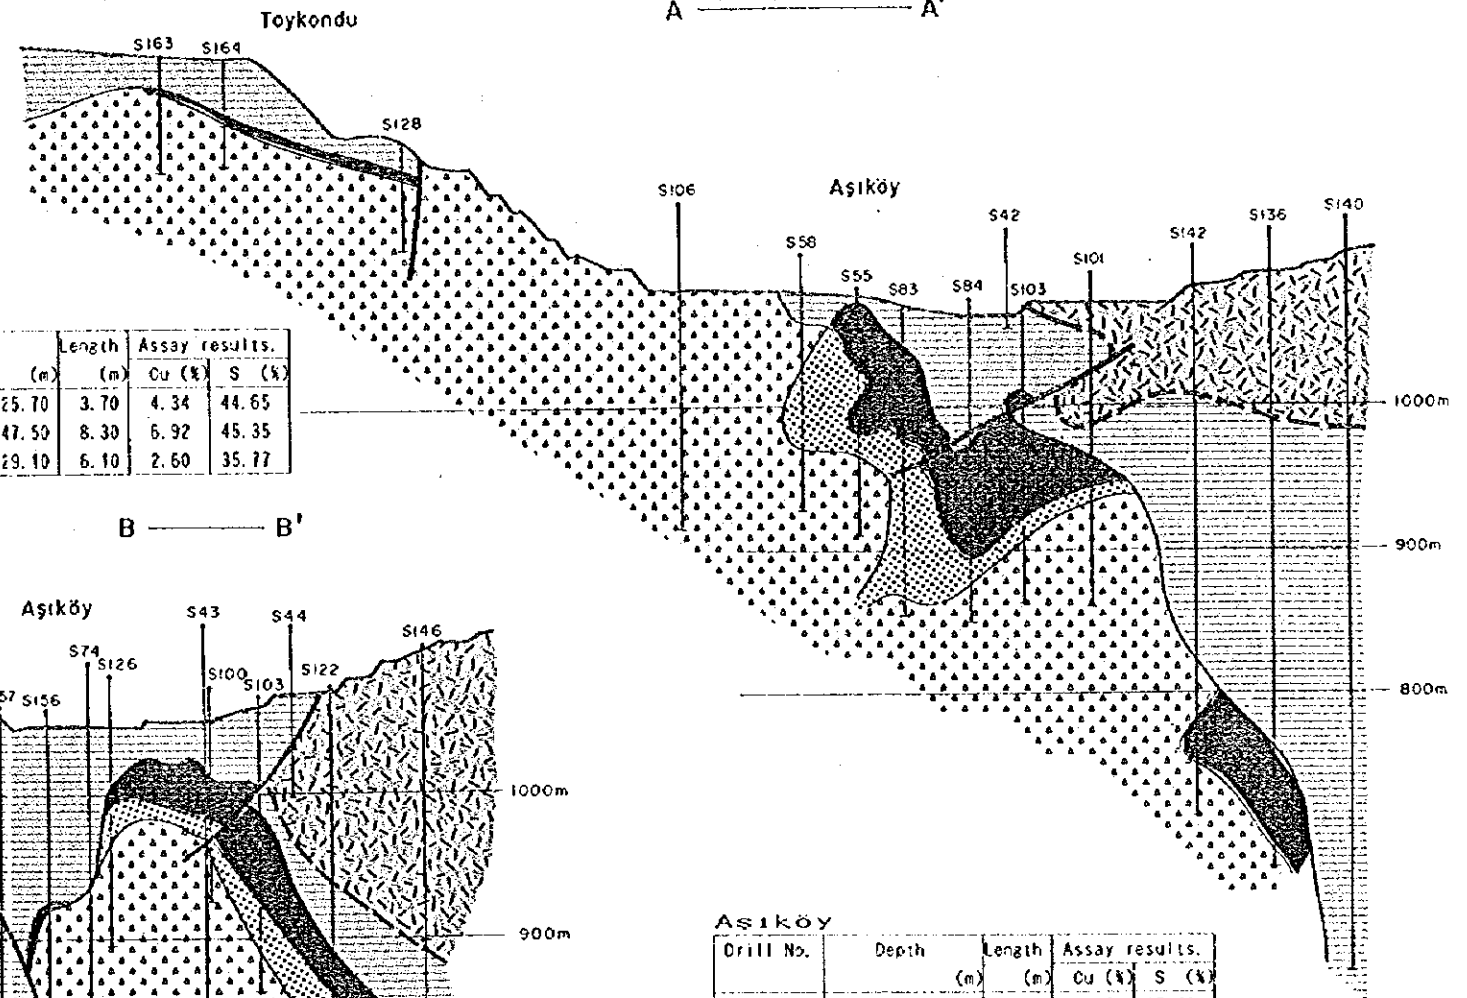 A ——— A'
Toykondu
S163
S164
S128
S106
Aşıköy
S58
S55
S83
S84
S42
S103
S101
S142
S136
S140
1000m
900m
800m
Length Assay results.
(m) (m) Cu (%) S (%)
25.70 3.70 4.34 44.65
47.50 8.30 6.92 45.35
29.10 6.10 2.60 35.77
B ——— B'
Aşıköy
57
S156
S74
S126
S43
S100
S103
S44
S122
S146
1000m
900m
Aşıköy
Drill No. Depth Length Assay results.
(m) (m) Cu (%) S (%)